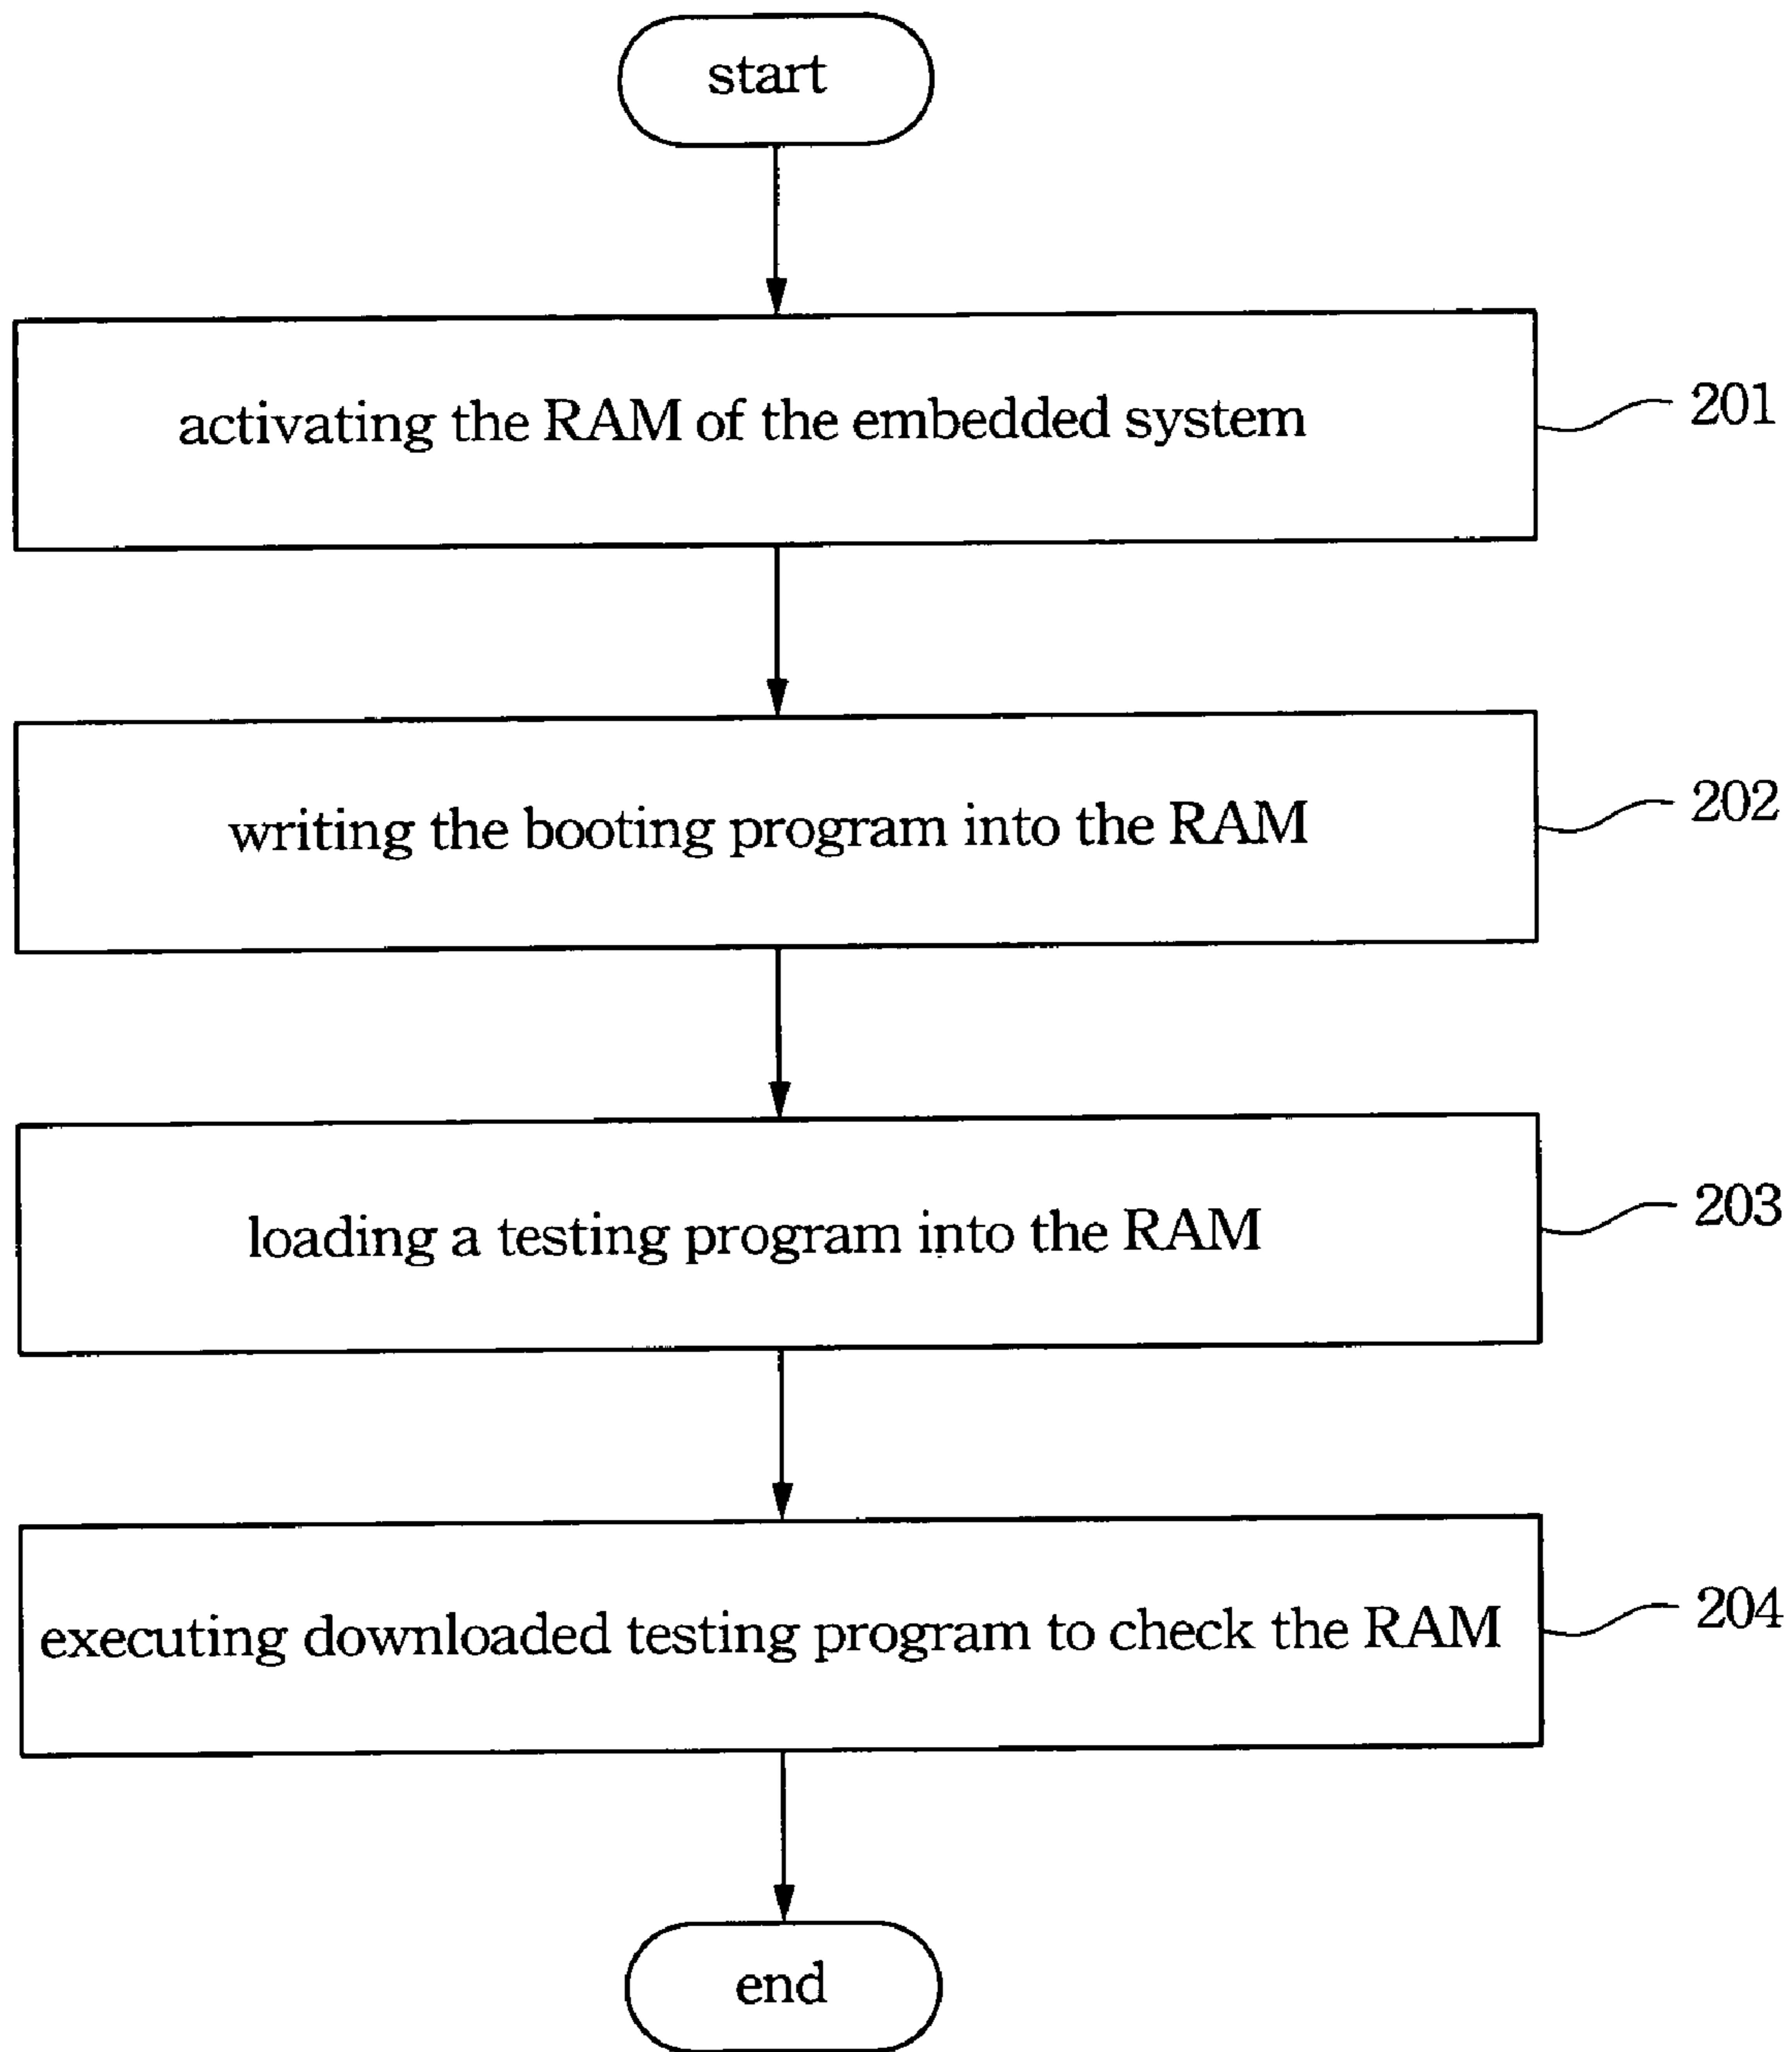 start
activating the RAM of the embedded system
201
writing the booting program into the RAM
202
loading a testing program into the RAM
203
executing downloaded testing program to check the RAM
204
end